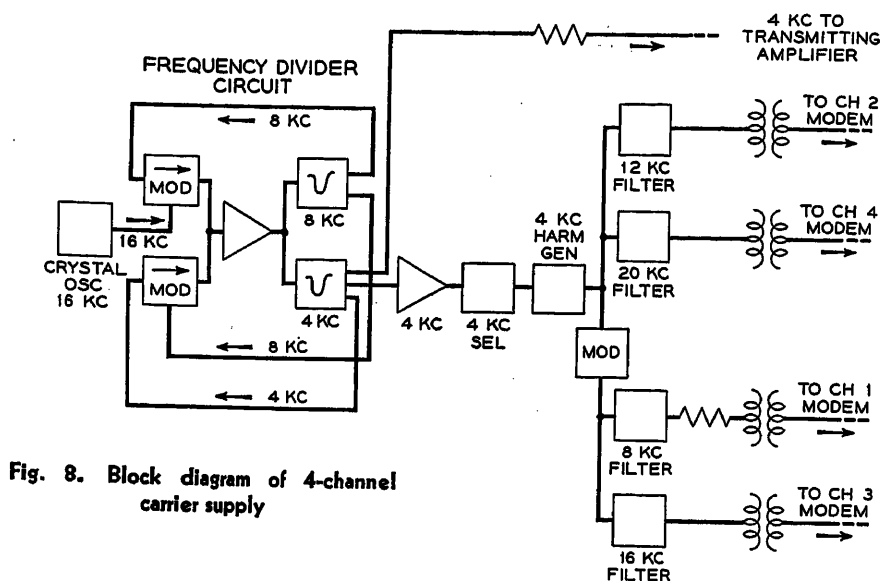 4 KC TO
TRANSMITTING
AMPLIFIER
FREQUENCY DIVIDER
CIRCUIT
8 KC
MOD
8 KC
16 KC
CRYSTAL
OSC
16 KC
MOD
4 KC
8 KC
4 KC
4 KC
4 KC
SEL
4 KC
HARM
GEN
12 KC
FILTER
TO CH 2
MODEM
20 KC
FILTER
TO CH 4
MODEM
MOD
8 KC
FILTER
TO CH 1
MODEM
16 KC
FILTER
TO CH 3
MODEM
Fig. 8. Block diagram of 4-channel
carrier supply